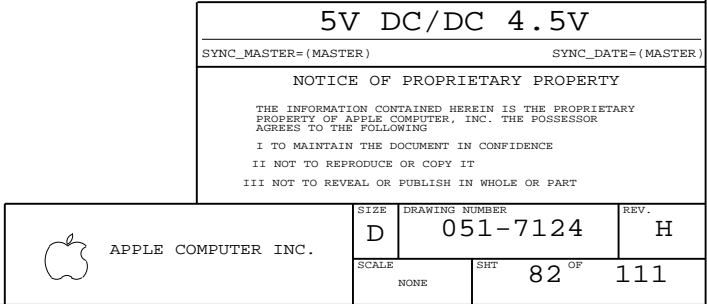 5V DC/DC 4.5V
SYNC_MASTER=(MASTER) SYNC_DATE=(MASTER)
NOTICE OF PROPRIETARY PROPERTY
THE INFORMATION CONTAINED HEREIN IS THE PROPRIETARY
PROPERTY OF APPLE COMPUTER, INC. THE POSSESSOR
AGREES TO THE FOLLOWING
I TO MAINTAIN THE DOCUMENT IN CONFIDENCE
II NOT TO REPRODUCE OR COPY IT
III NOT TO REVEAL OR PUBLISH IN WHOLE OR PART
APPLE COMPUTER INC.
SIZE DRAWING NUMBER REV.
D 051-7124 H
SCALE SHT OF
NONE 82 111